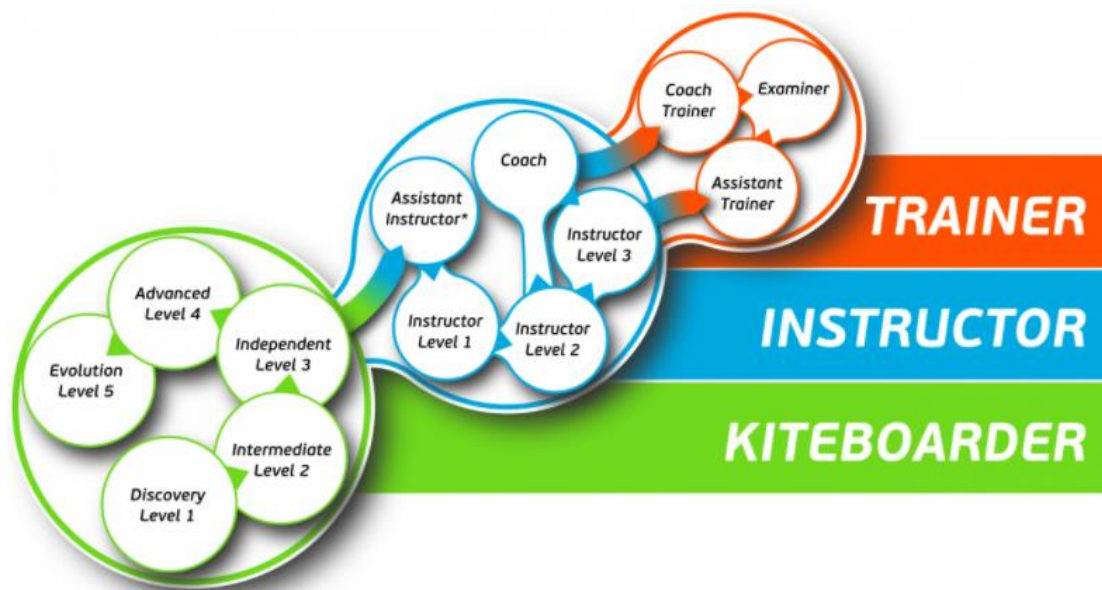 Coach
Trainer
Examiner
Assistant
Trainer
TRAINER
Coach
Assistant
Instructor*
Instructor
Level 3
Instructor
Level 1
Instructor
Level 2
INSTRUCTOR
Advanced
Level 4
Independent
Level 3
Evolution
Level 5
Intermediate
Level 2
Discovery
Level 1
KITEBOARDER